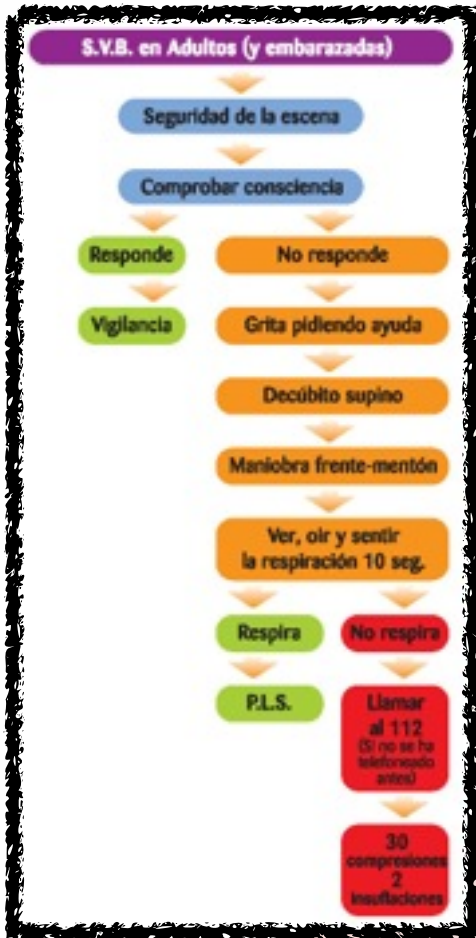 S.V.B. en Adultos (y embarazadas)
Seguridad de la escena
Comprobar consciencia
Responde
No responde
Vigilancia
Grita pidiendo ayuda
Decúbito supino
Maniobra frente-mentón
Ver, oir y sentir
la respiración 10 seg.
Respira
No respira
P.L.S.
Llamar
al 112
(Si no se ha
telefoneado
antes)
30
compresiones
2
insuflaciones